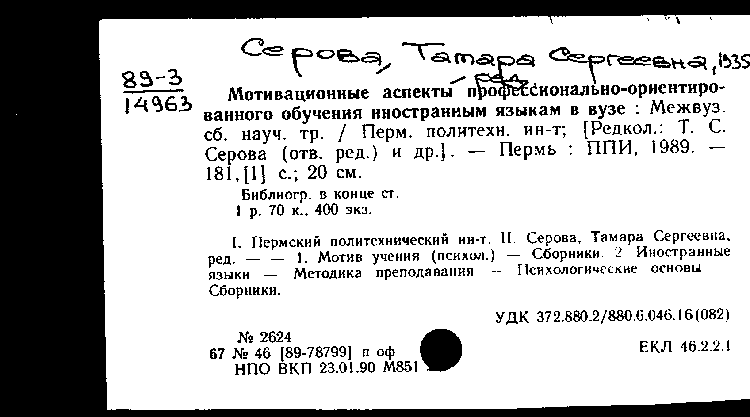 Серова, Тамара Сергеевна, 1935
ред.
89-3
14963
Мотивационные аспекты профессионально-ориентиро-
ванного обучения иностранным языкам в вузе : Межвуз.
сб. науч. тр. / Перм. политехн. ин-т; [Редкол.: Т. С.
Серова (отв. ред.) и др.]. — Пермь : ППИ, 1989. —
181,[1] с.; 20 см.
Библиогр. в конце ст.
1 р. 70 к., 400 экз.
I. Пермский политехнический ин-т. II. Серова, Тамара Сергеевна,
ред. — — 1. Мотив учения (психол.) — Сборники. 2 Иностранные
языки — Методика преподавания — Психологические основы
Сборники.
УДК 372.880.2/880.6.046.16(082)
№ 2624
67 № 46 [89-78799] п оф
ЕКЛ 46.2.2.1
НПО ВКП 23.01.90 М851